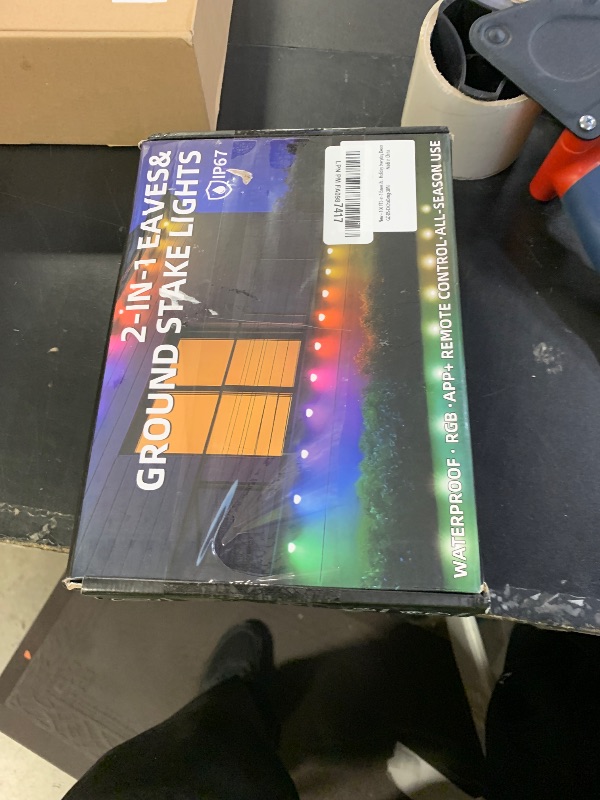 2-IN-1 EAVES&
GROUND STAKE LIGHTS
IP67
WATERPROOF · RGB ·APP+ REMOTE CONTROL·ALL-SEASON USE